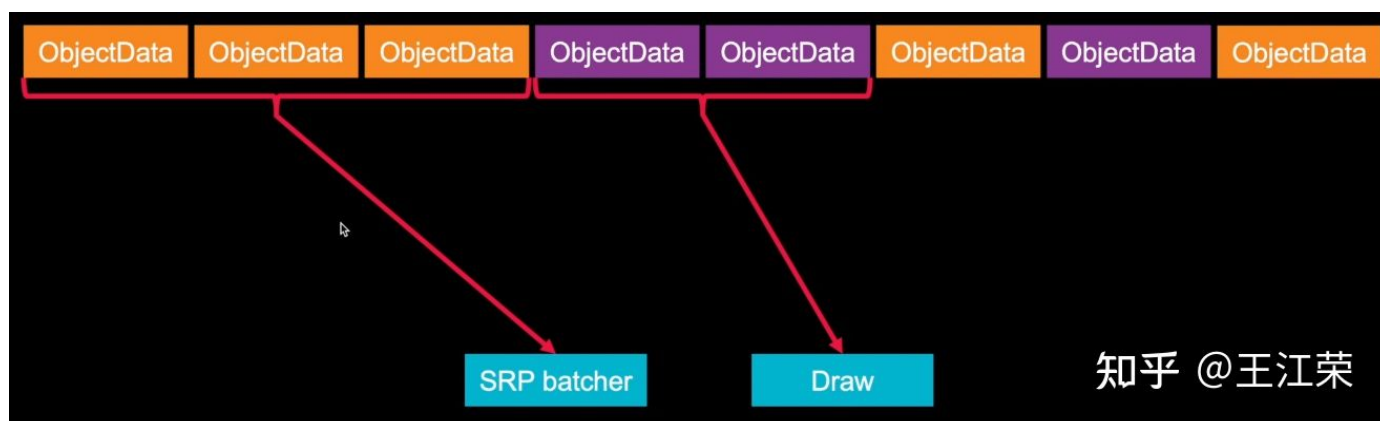 ObjectData ObjectData ObjectData ObjectData ObjectData ObjectData ObjectData ObjectData
SRP batcher Draw
知乎 @王江荣